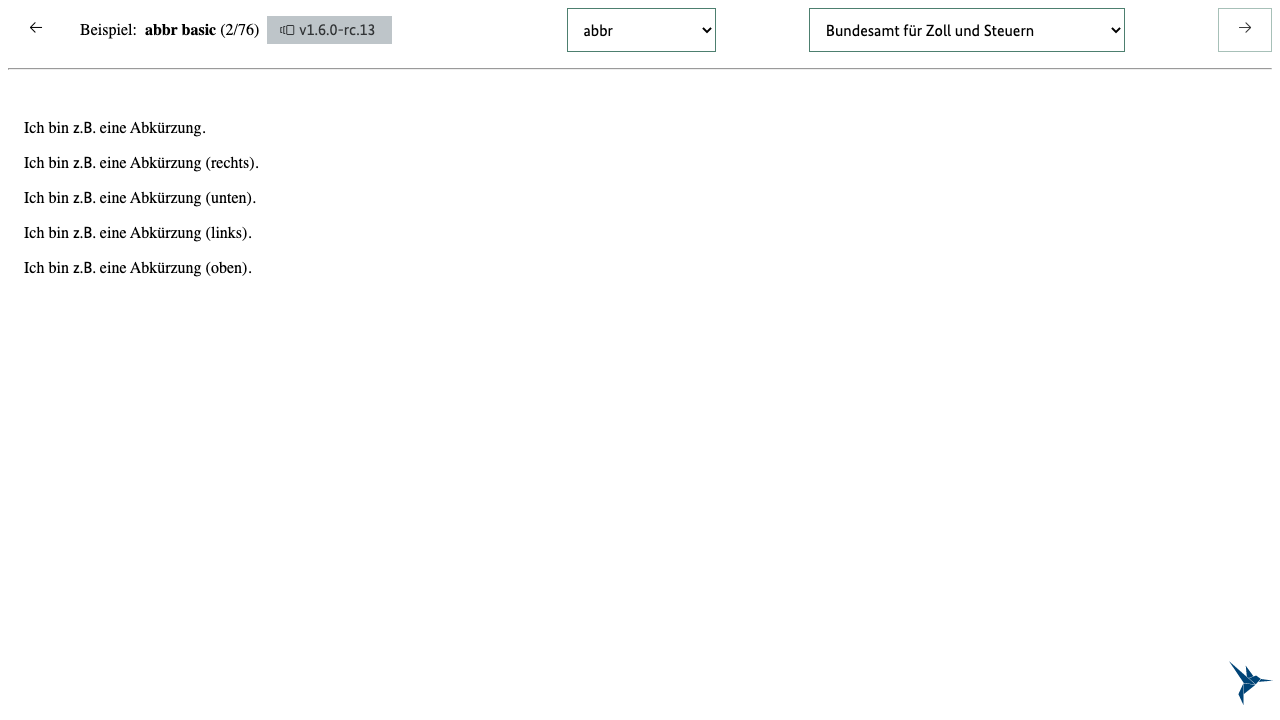 Beispiel: abbr basic (2/76) v1.6.0-rc.13 abbr Bundesamt für Zoll und Steuern
Ich bin z.B. eine Abkürzung.
Ich bin z.B. eine Abkürzung (rechts).
Ich bin z.B. eine Abkürzung (unten).
Ich bin z.B. eine Abkürzung (links).
Ich bin z.B. eine Abkürzung (oben).